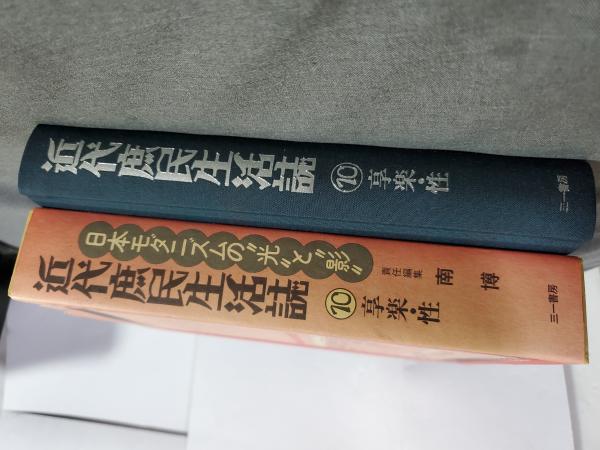 近代庶民生活誌
⑩
享楽・性
三一書房
日本モダニズムの“光”と“影”
近代庶民生活誌
⑩
享楽・性
責任編集
南 博
三一書房